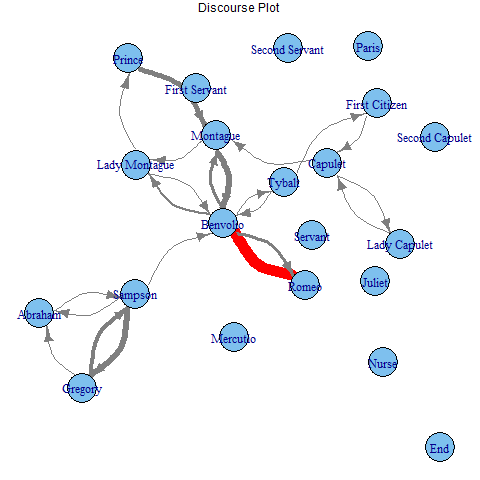 Discourse Plot
Second Servant
Paris
Prince
First Servant
First Citizen
Montague
Second Capulet
Lady Montague
Capulet
Tybalt
Benvolio
Servant
Lady Capulet
Romeo
Juliet
Sampson
Abraham
Mercutio
Nurse
Gregory
End